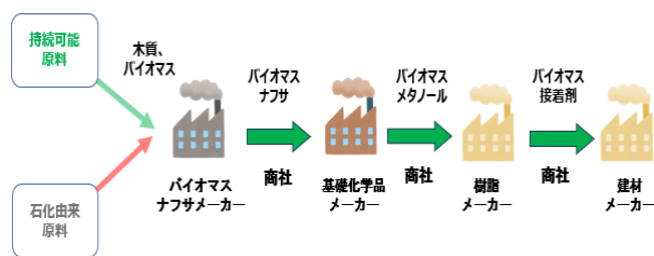 持続可能
原料
木質、
バイオマス
バイオマス
ナフサ
バイオマス
メタノール
バイオマス
接着剤
商社
商社
商社
バイオマス
ナフサメーカー
基礎化学品
メーカー
樹脂
メーカー
建材
メーカー
石化由来
原料